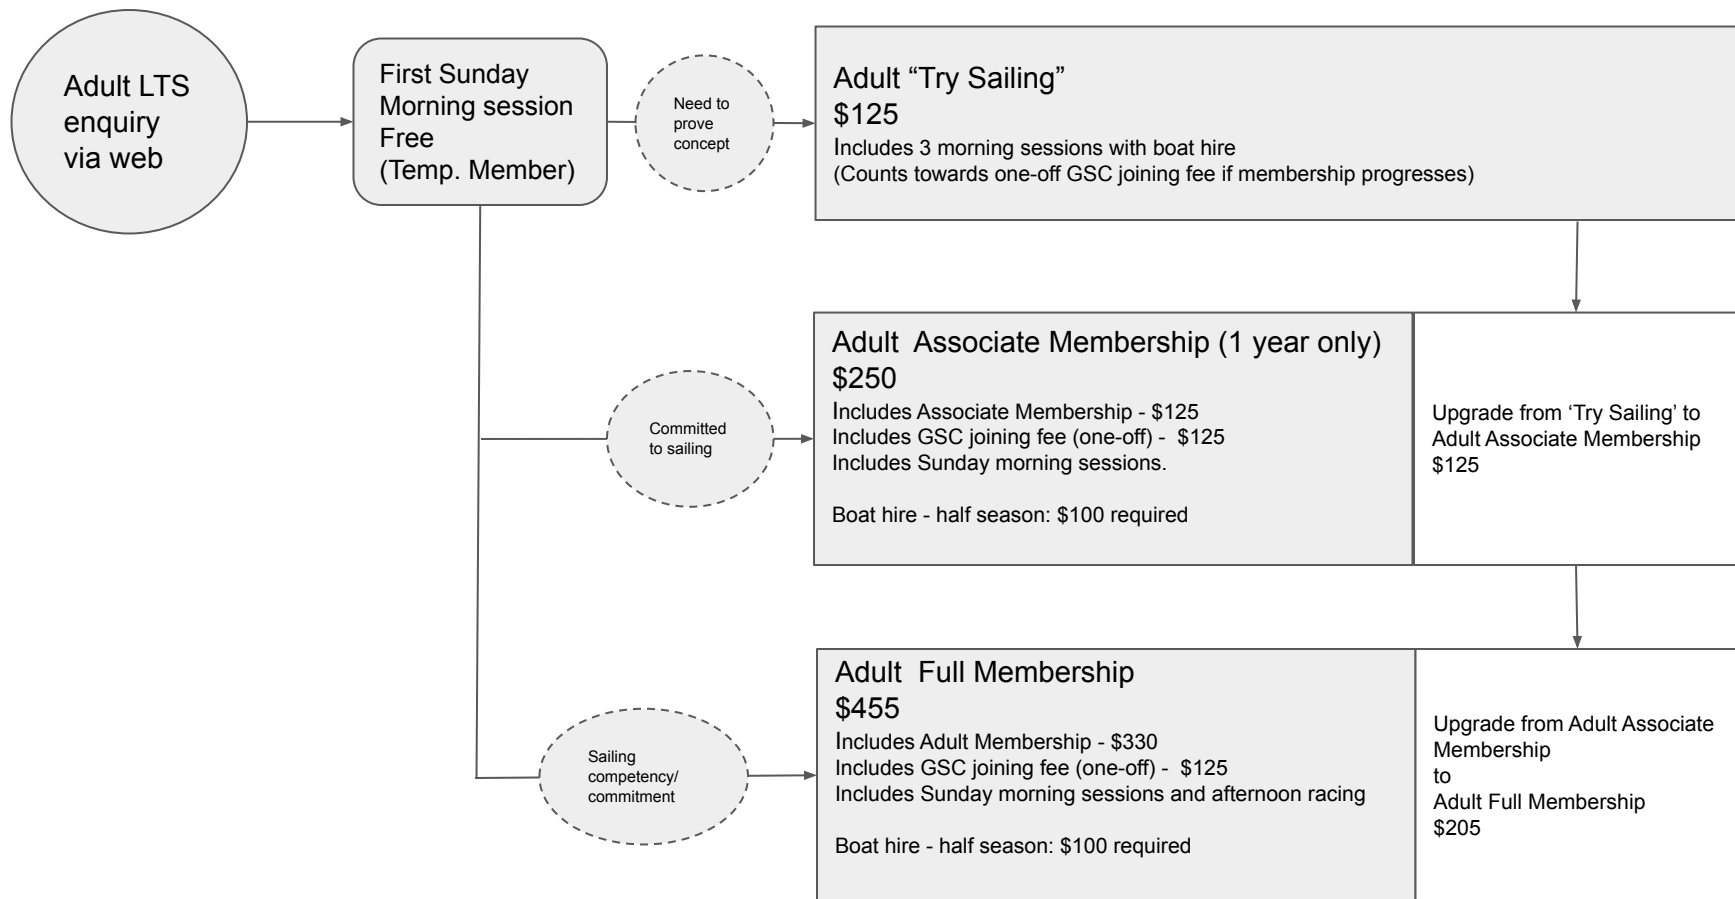 Adult LTS
enquiry
via web
First Sunday
Morning session
Free
(Temp. Member)
Need to
prove
concept
Adult “Try Sailing”
$125
Includes 3 morning sessions with boat hire
(Counts towards one-off GSC joining fee if membership progresses)
Committed
to sailing
Adult  Associate Membership (1 year only)
$250
Includes Associate Membership - $125
Includes GSC joining fee (one-off) -  $125
Includes Sunday morning sessions.
Boat hire - half season: $100 required
Upgrade from ‘Try Sailing’ to
Adult Associate Membership
$125
Sailing
competency/
commitment
Adult  Full Membership
$455
Includes Adult Membership - $330
Includes GSC joining fee (one-off) -  $125
Includes Sunday morning sessions and afternoon racing
Boat hire - half season: $100 required
Upgrade from Adult Associate
Membership
to
Adult Full Membership
$205